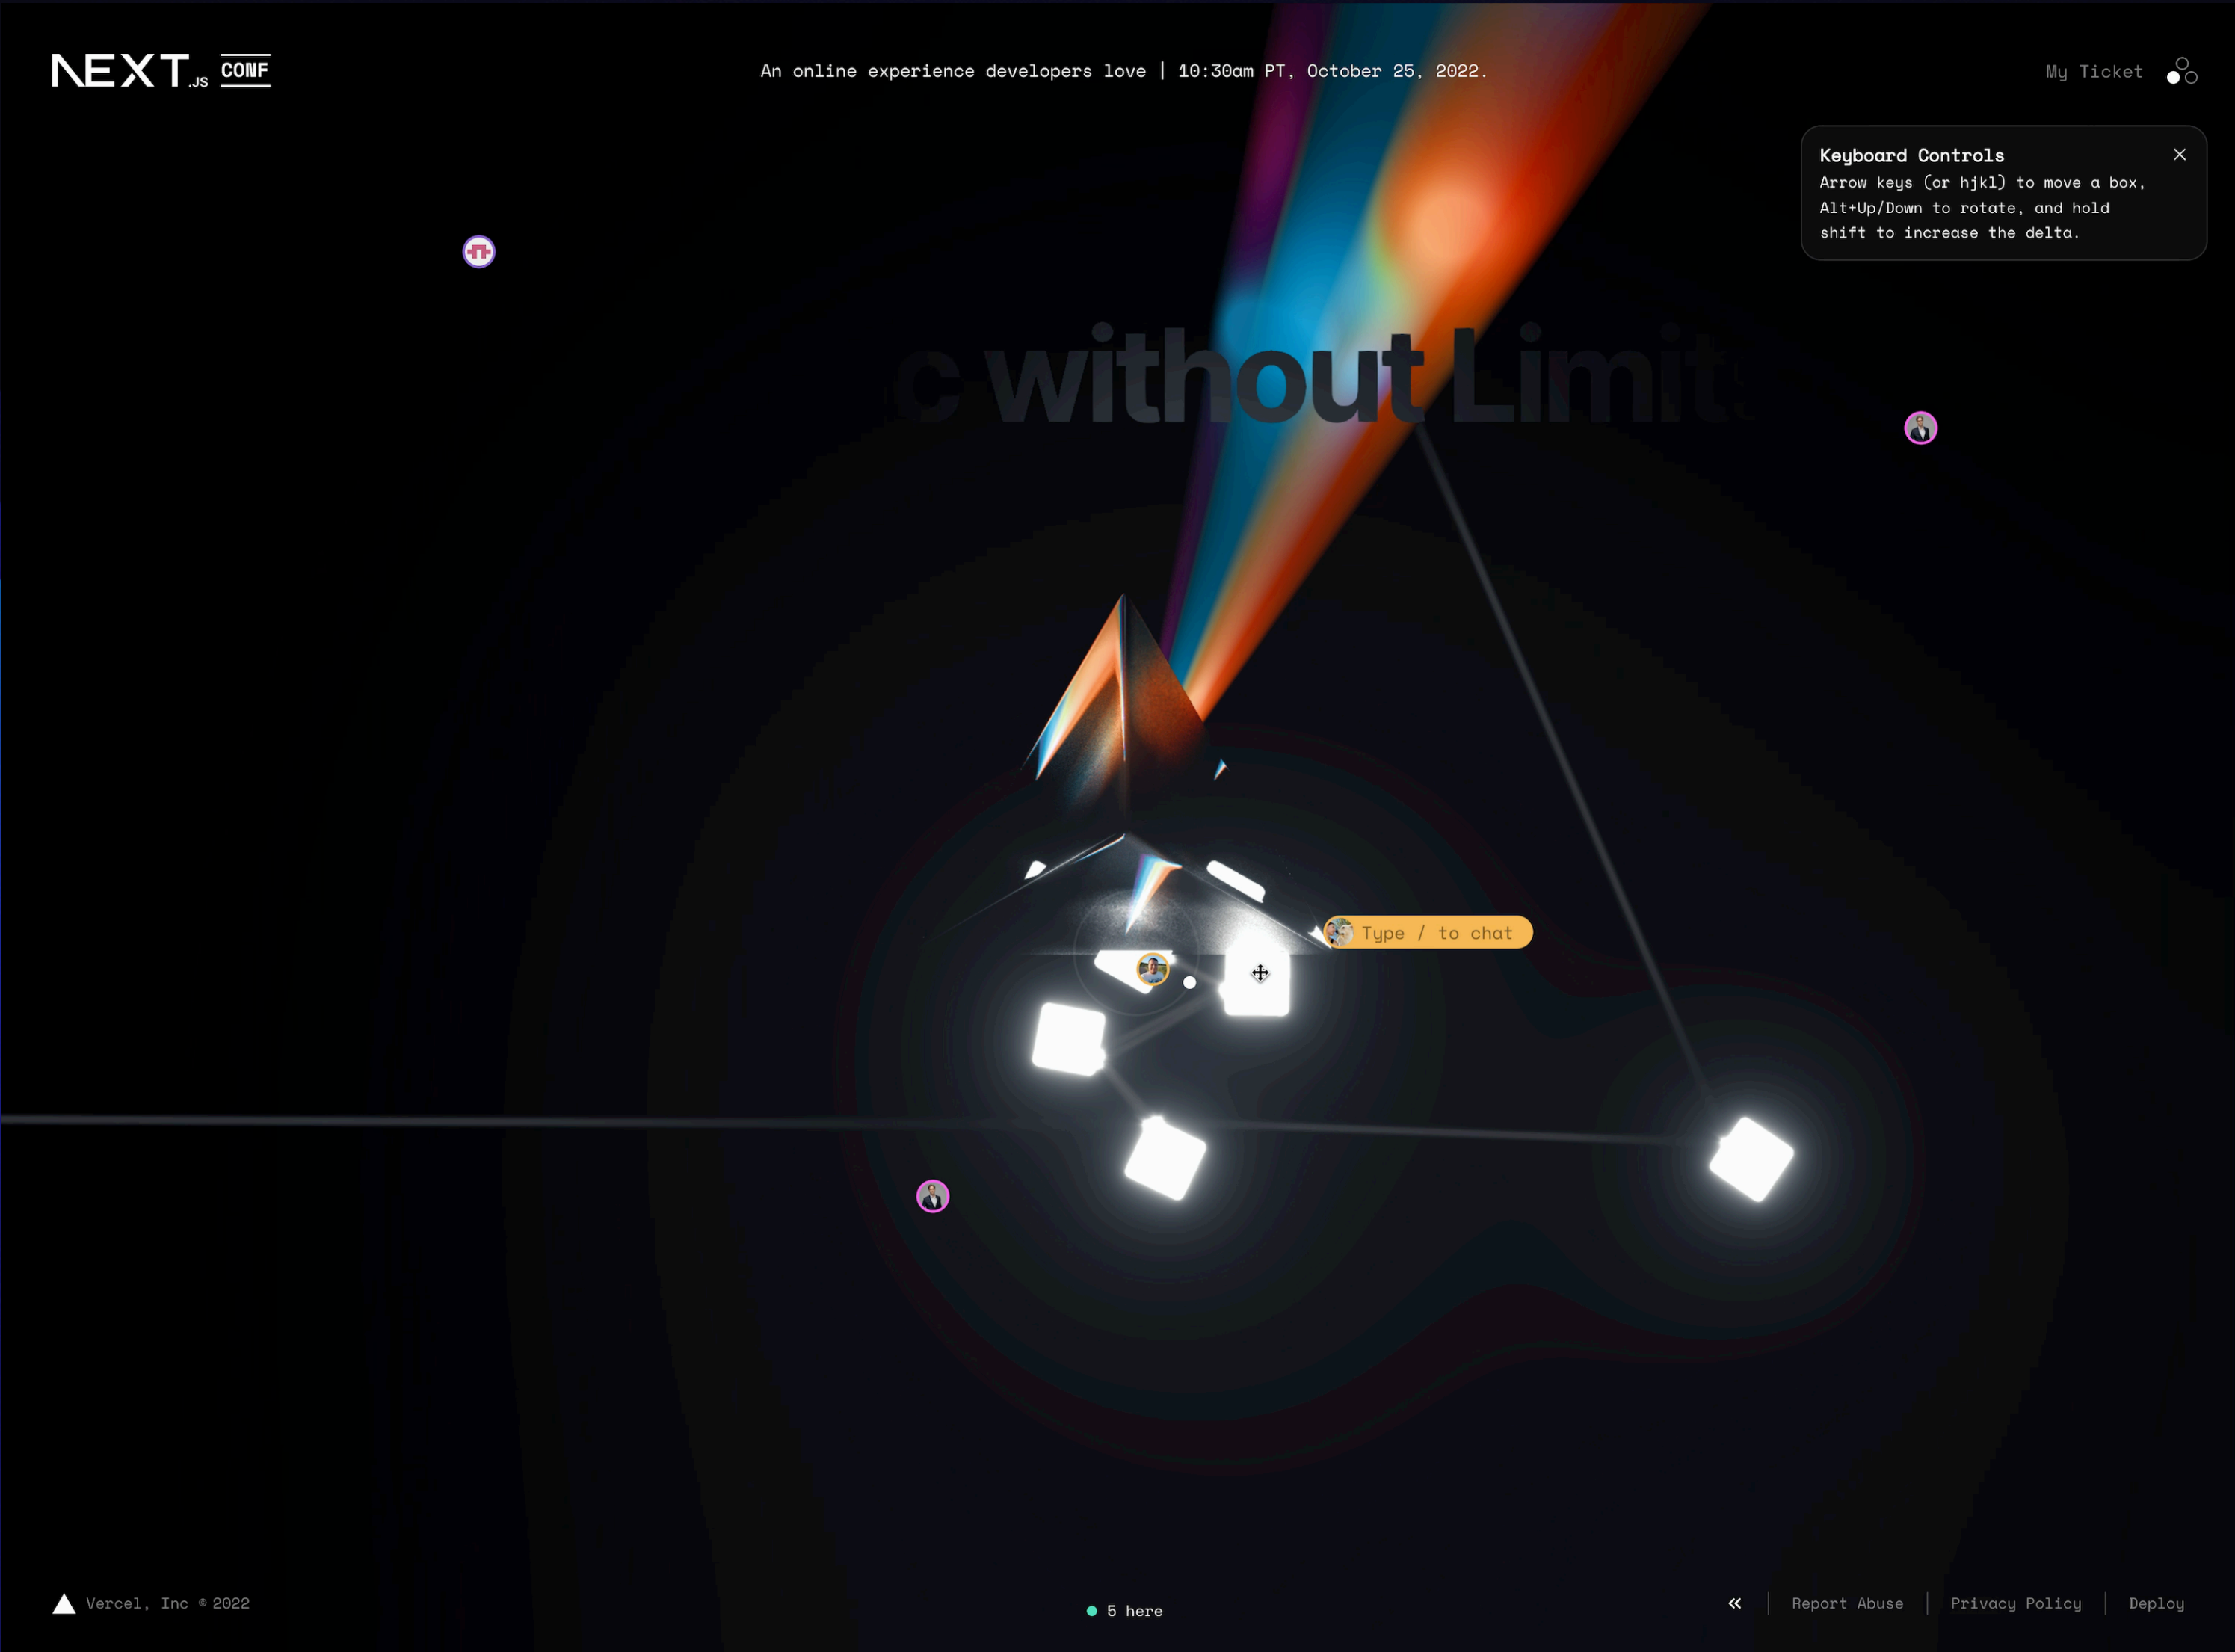 NEXT.JS CONF
An online experience developers love | 10:30am PT, October 25, 2022.
My Ticket
Keyboard Controls
Arrow keys (or hjkl) to move a box,
Alt+Up/Down to rotate, and hold
shift to increase the delta.
c without Limits
Type / to chat
Vercel, Inc © 2022
5 here
Report Abuse
Privacy Policy
Deploy